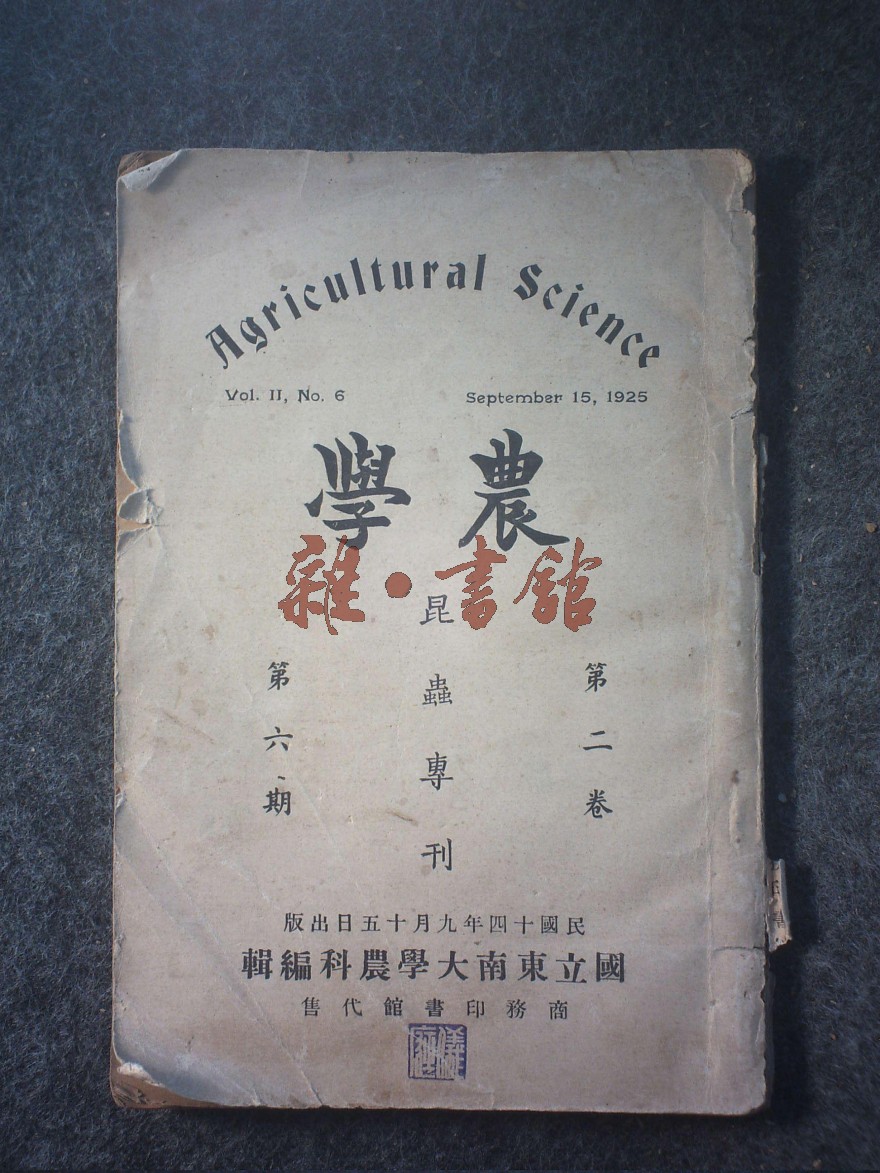 Agricultural Science
Vol. II, No. 6
September 15, 1925
農學
雜●書館
第二卷
昆蟲專刊
第六期
民國十四年九月十五日出版
國立東南大學農科編輯
商務印書館代售